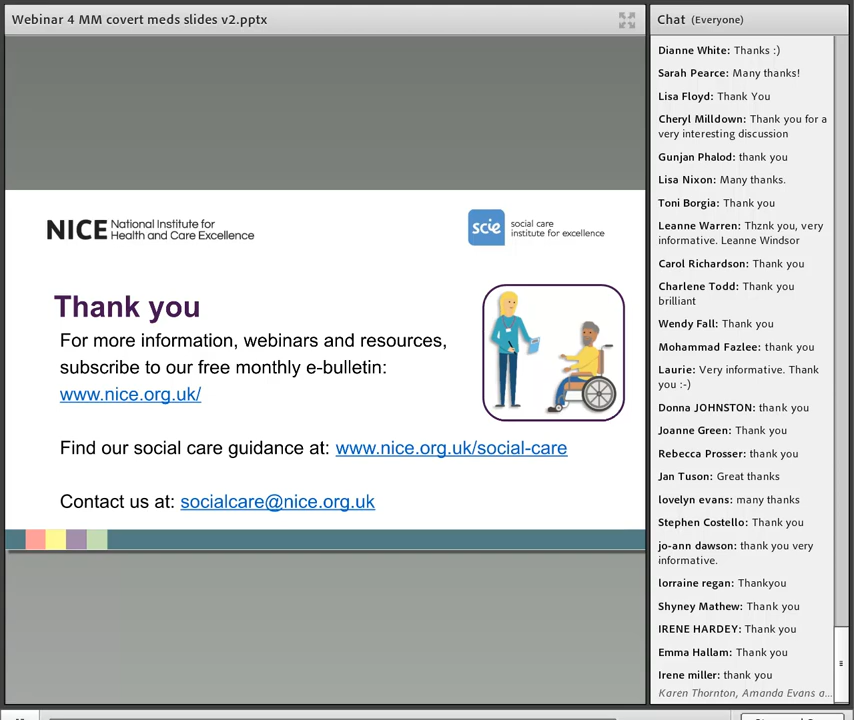 Webinar 4 MM covert meds slides v2.pptx
NICE National Institute for
Health and Care Excellence
scie social care
institute for excellence
Thank you
For more information, webinars and resources,
subscribe to our free monthly e-bulletin:
www.nice.org.uk/
Find our social care guidance at: www.nice.org.uk/social-care
Contact us at: socialcare@nice.org.uk
Chat (Everyone)
Dianne White: Thanks :)
Sarah Pearce: Many thanks!
Lisa Floyd: Thank You
Cheryl Milldown: Thank you for a
very interesting discussion
Gunjan Phalod: thank you
Lisa Nixon: Many thanks.
Toni Borgia: Thank you
Leanne Warren: Thznk you, very
informative. Leanne Windsor
Carol Richardson: Thank you
Charlene Todd: Thank you
brilliant
Wendy Fall: Thank you
Mohammad Fazlee: thank you
Laurie: Very informative. Thank
you :-)
Donna JOHNSTON: thank you
Joanne Green: Thank you
Rebecca Prosser: thank you
Jan Tuson: Great thanks
lovelyn evans: many thanks
Stephen Costello: Thank you
jo-ann dawson: thank you very
informative.
lorraine regan: Thankyou
Shyney Mathew: Thank you
IRENE HARDEY: Thank you
Emma Hallam: Thank you
Irene miller: thank you
Karen Thornton, Amanda Evans a...